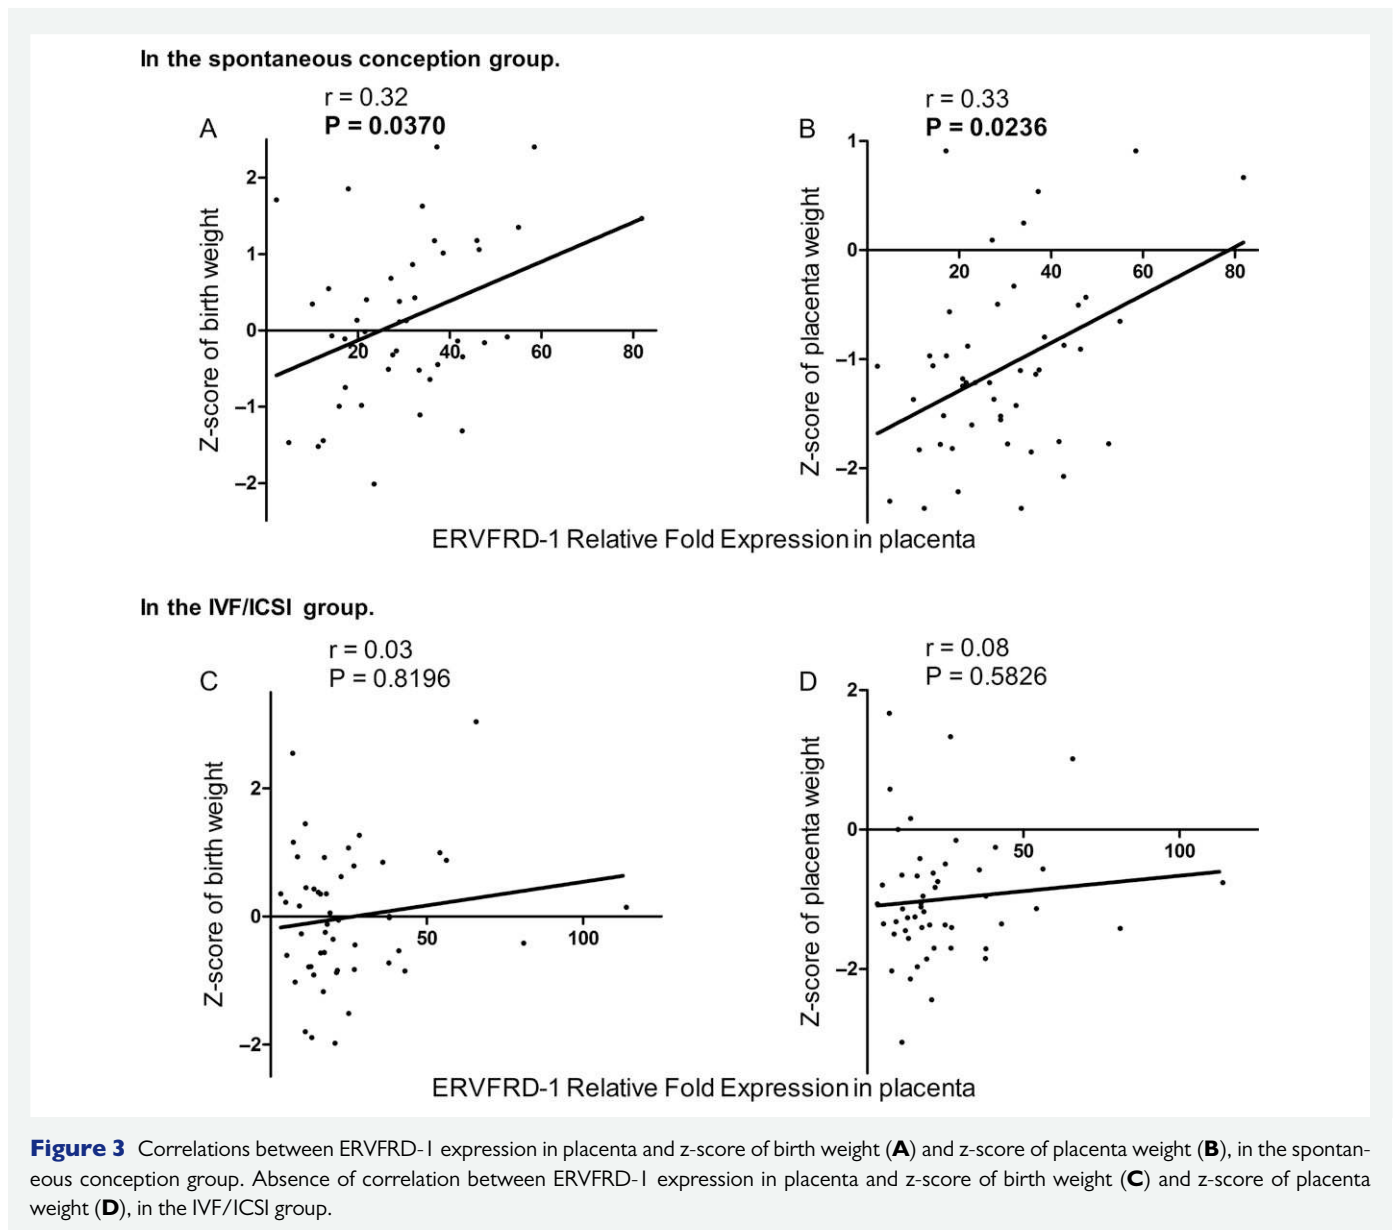 In the spontaneous conception group.
r = 0.32
P = 0.0370
A
Z-score of birth weight
2
1
0
–1
–2
20
40
60
80
r = 0.33
P = 0.0236
B
Z-score of placenta weight
1
0
–1
–2
20
40
60
80
ERVFRD-1 Relative Fold Expression in placenta
In the IVF/ICSI group.
r = 0.03
P = 0.8196
C
Z-score of birth weight
2
0
–2
50
100
r = 0.08
P = 0.5826
D
Z-score of placenta weight
2
0
–2
50
100
ERVFRD-1 Relative Fold Expression in placenta
Figure 3 Correlations between ERVFRD-1 expression in placenta and z-score of birth weight (A) and z-score of placenta weight (B), in the spontan-
eous conception group. Absence of correlation between ERVFRD-1 expression in placenta and z-score of birth weight (C) and z-score of placenta
weight (D), in the IVF/ICSI group.